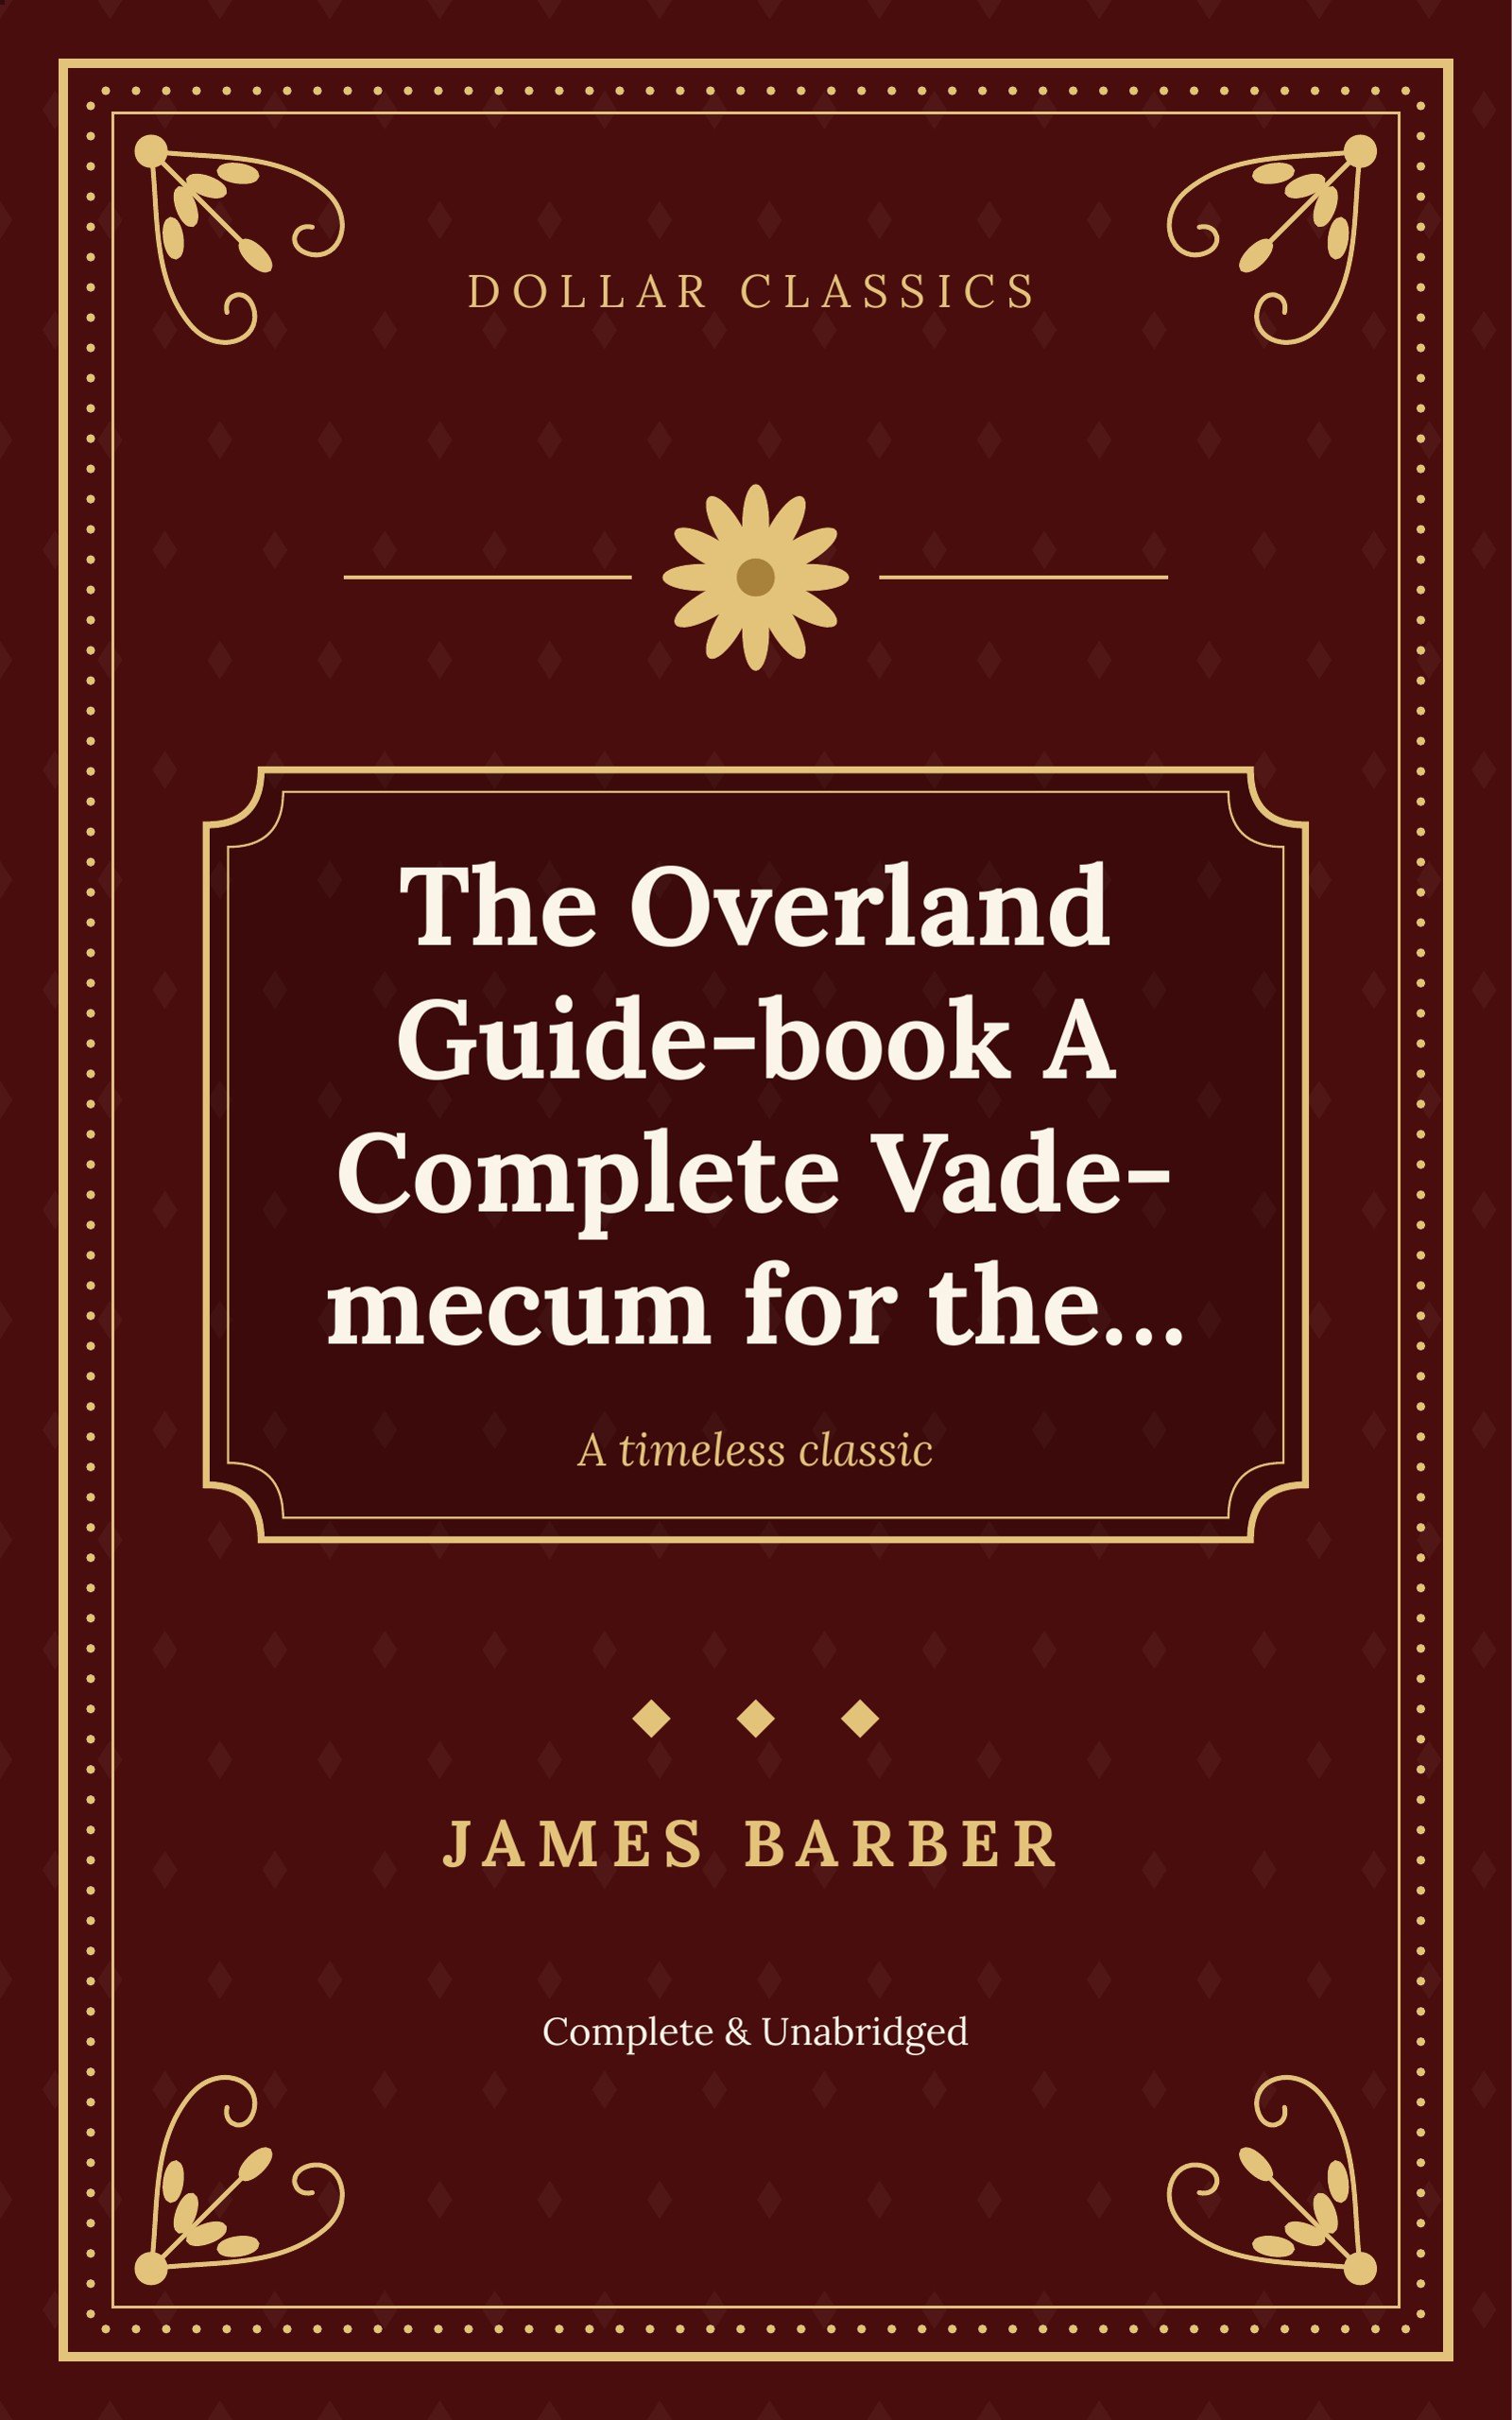 DOLLAR CLASSICS
The Overland
Guide-book A
Complete Vade-
mecum for the...
A timeless classic
JAMES BARBER
Complete & Unabridged